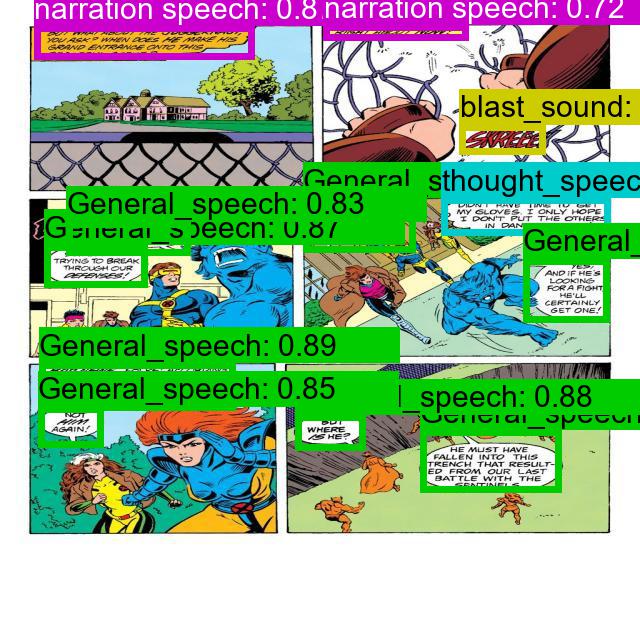 narration speech: 0.8
narration speech: 0.72
YOU ASK? WHEN DOES HE MAKE HIS
GRAND ENTRANCE ONTO THIS
blast_sound:
SKREEE
General_speech: 0.83
General_s
thought_speec
speech: 0.87
DIDN'T HAVE TIME TO GET
MY GLOVES. I ONLY HOPE
I DON'T PUT THE OTHERS
IN DAN
General_
TRYING TO BREAK
THROUGH OUR
DEFENSES!
YES,
AND IF HE'S
LOOKING
FOR A FIGHT
HE'LL
CERTAINLY
GET ONE!
General_speech: 0.89
General_speech: 0.85
l_speech: 0.88
General_speech
NOT
HIM
AGAIN!
BUT
WHERE
IS HE?
HE MUST HAVE
FALLEN INTO THIS
TRENCH THAT RESULT-
ED FROM OUR LAST
BATTLE WITH THE
SENTINELS